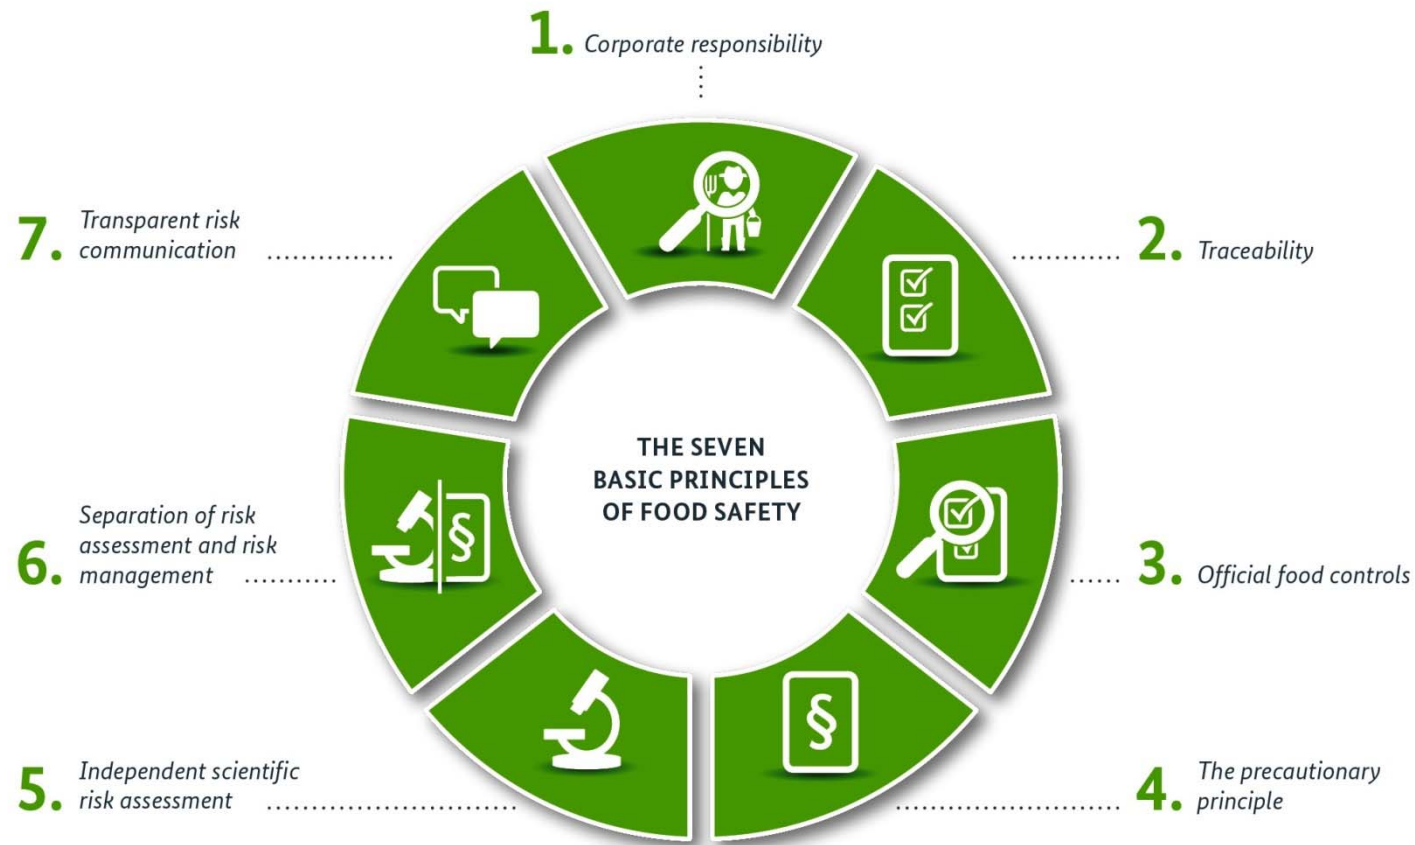 1. Corporate responsibility
2. Traceability
3. Official food controls
4. The precautionary
principle
5. Independent scientific
risk assessment
6. Separation of risk
assessment and risk
management
7. Transparent risk
communication
THE SEVEN
BASIC PRINCIPLES
OF FOOD SAFETY
§
§